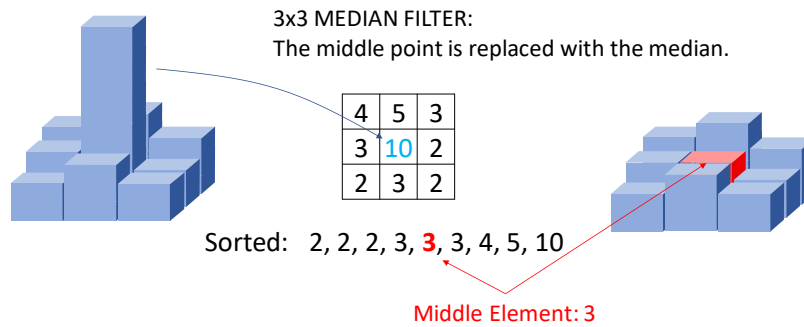 3x3 MEDIAN FILTER:
The middle point is replaced with the median.
4 5 3
3 10 2
2 3 2
Sorted: 2, 2, 2, 3, 3, 3, 4, 5, 10
Middle Element: 3